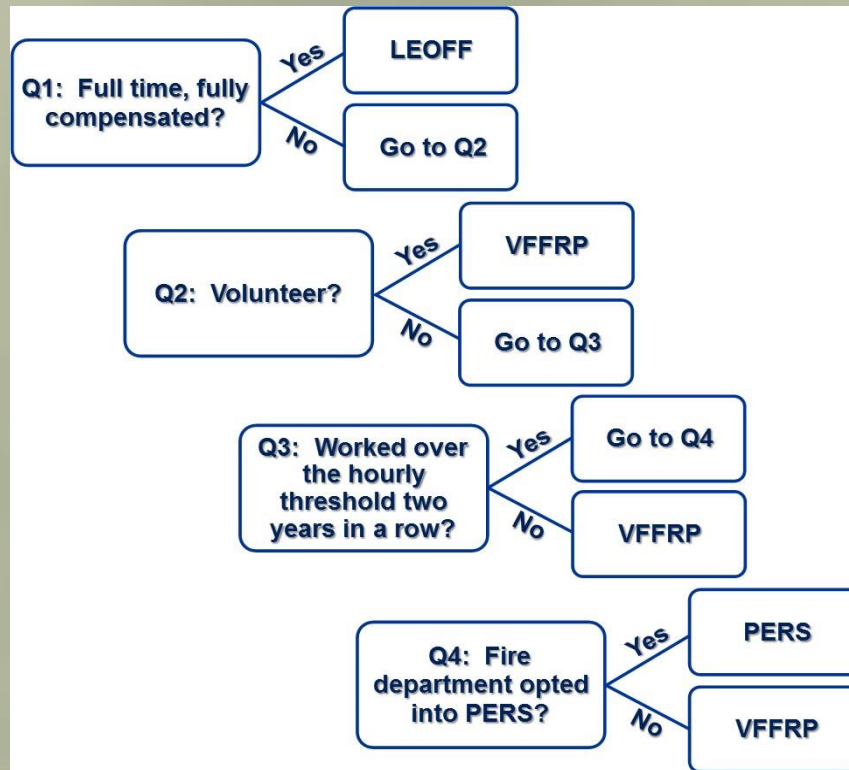 Yes
LEOFF
Q1:  Full time, fully
compensated?
No
Go to Q2
Yes
VFFRP
Q2:  Volunteer?
No
Go to Q3
Yes
Go to Q4
Q3:  Worked over
the hourly
threshold two
years in a row?
No
VFFRP
Yes
PERS
Q4:  Fire
department opted
into PERS?
No
VFFRP